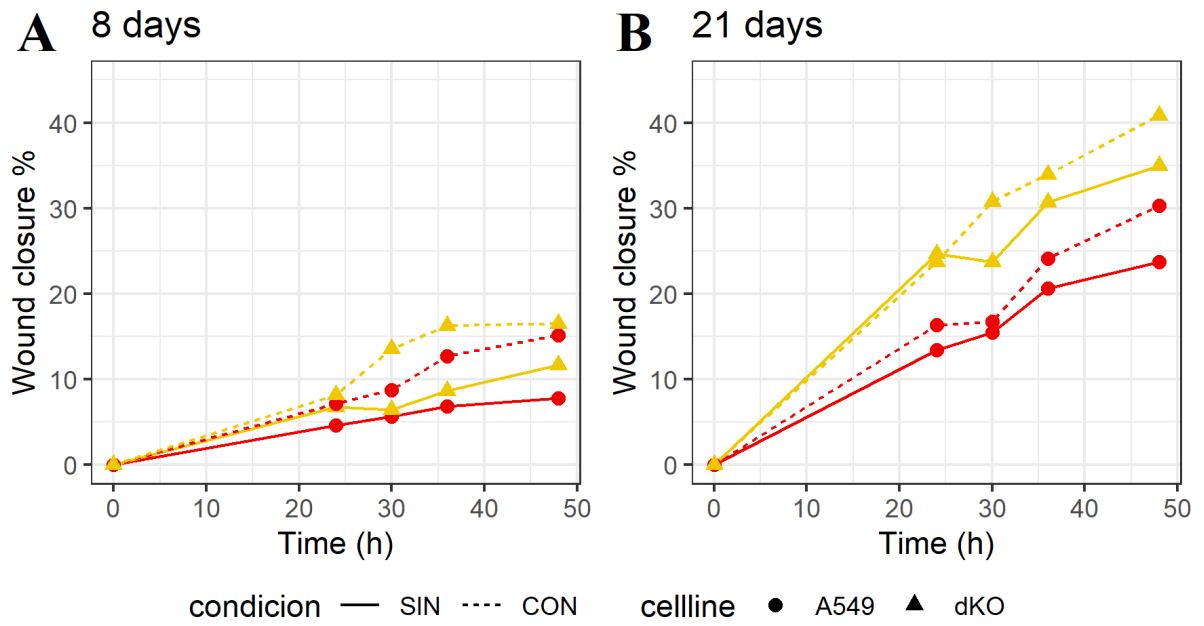 A 8 days
B 21 days
Wound closure %
40
30
20
10
0
0 10 20 30 40 50
Time (h)
Wound closure %
40
30
20
10
0
0 10 20 30 40 50
Time (h)
condicion SIN CON cellline A549 dKO